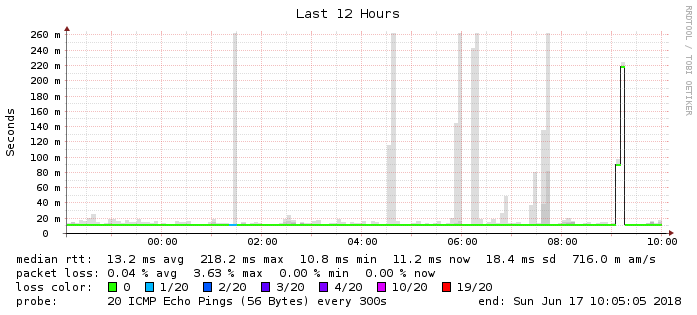 Last 12 Hours
RRDTOOL / TOBI OETIKER
Seconds
260 m
240 m
220 m
200 m
180 m
160 m
140 m
120 m
100 m
80 m
60 m
40 m
20 m
0
00:00 02:00 04:00 06:00 08:00 10:00
median rtt: 13.2 ms avg 218.2 ms max 10.8 ms min 11.2 ms now 18.4 ms sd 716.0 m am/s
packet loss: 0.04 % avg 3.63 % max 0.00 % min 0.00 % now
loss color: 0 1/20 2/20 3/20 4/20 10/20 19/20
probe: 20 ICMP Echo Pings (56 Bytes) every 300s end: Sun Jun 17 10:05:05 2018